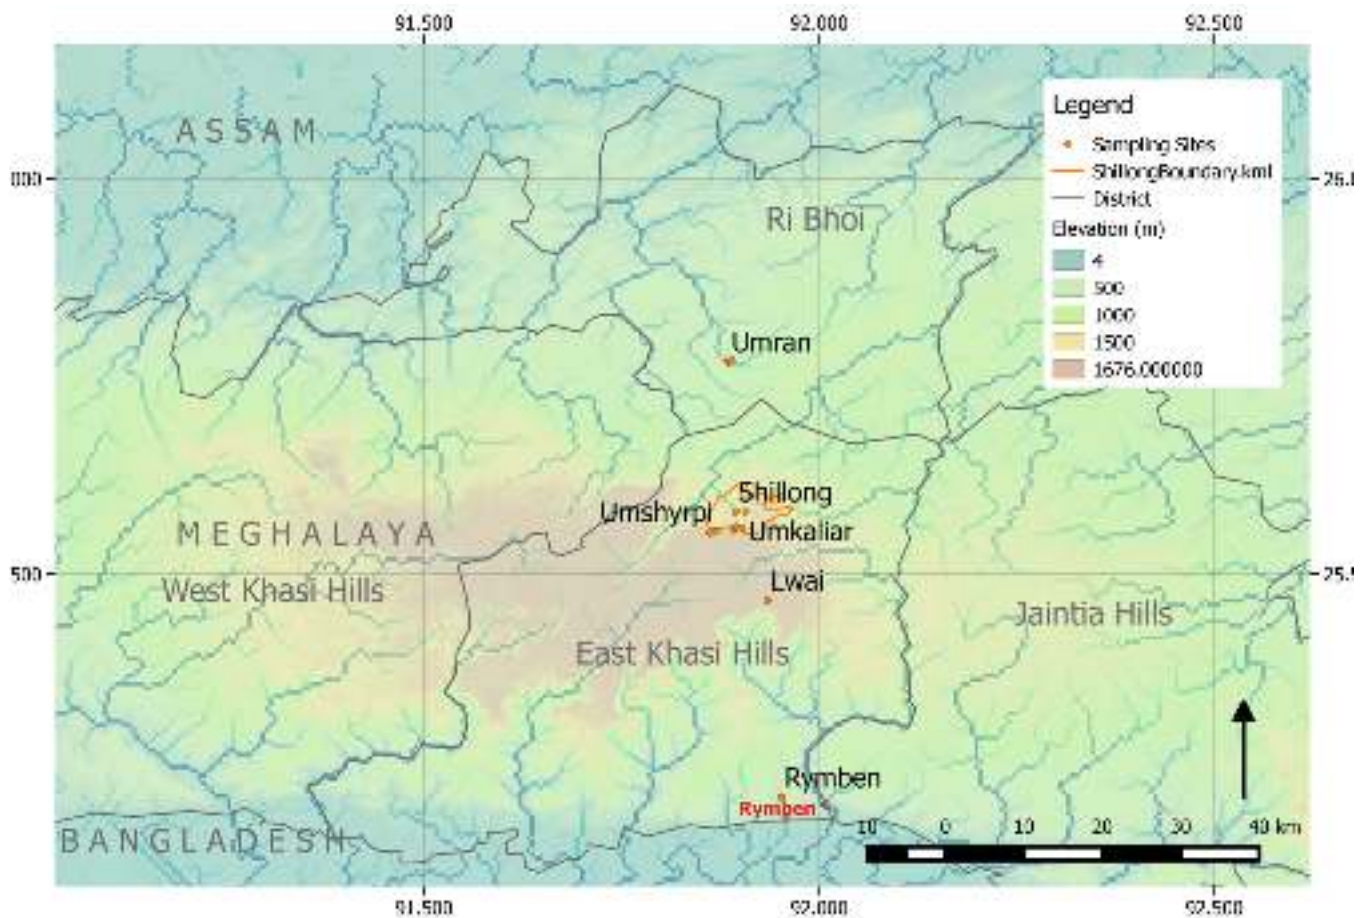 91.500 92.000 92.500
Legend
Sampling Sites
ShillongBoundary.kml
District
Elevation (m)
4
500
1000
1500
1676.000000
ASSAM
000
Ri Bhoi
Umran
Shillong
Umshyrpi
Umkaliar
MEGHALAYA
500
West Khasi Hills
Lwai
Jaintia Hills
East Khasi Hills
Rymben
Rymben
10 0 10 20 30 40 km
BANGLADESH
91.500 92.000 92.500